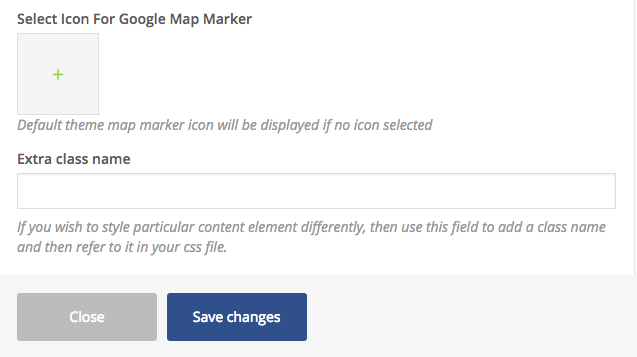 Select Icon For Google Map Marker
+
Default theme map marker icon will be displayed if no icon selected
Extra class name
If you wish to style particular content element differently, then use this field to add a class name
and then refer to it in your css file.
Close
Save changes